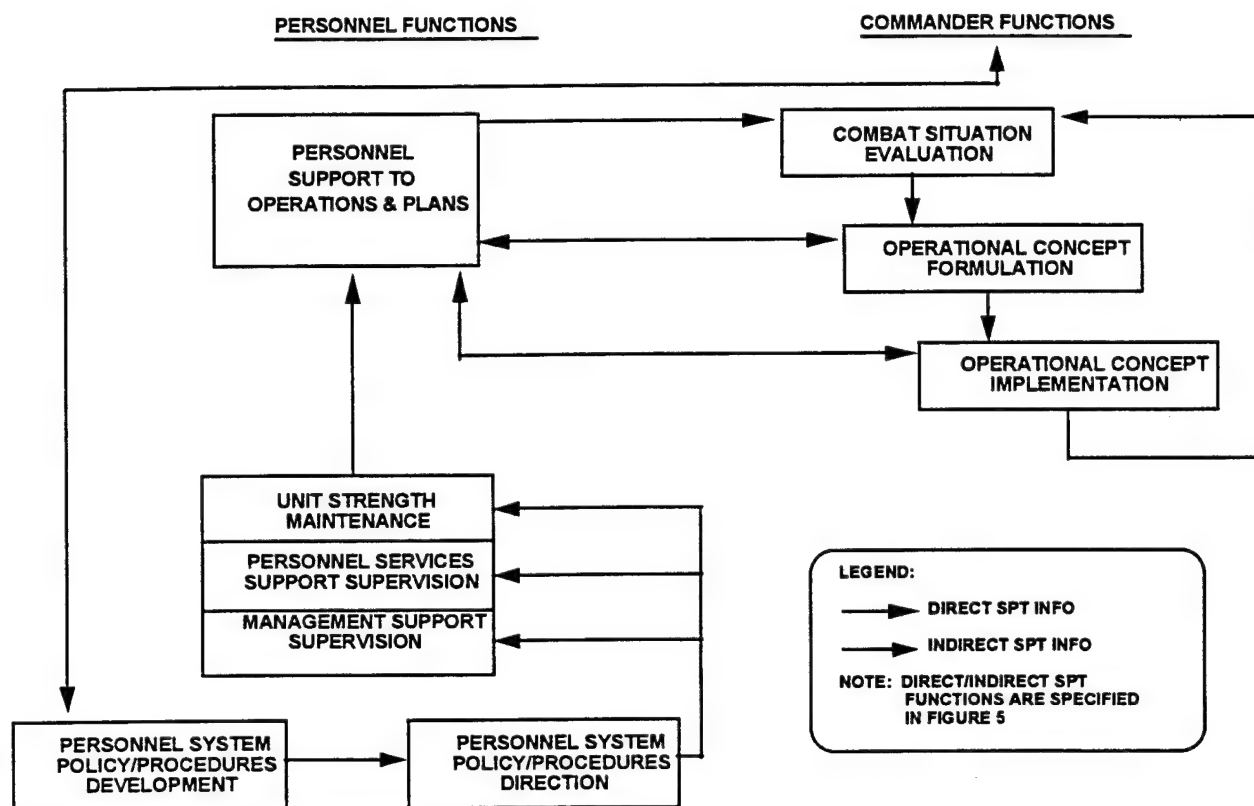 PERSONNEL FUNCTIONS
COMMANDER FUNCTIONS
PERSONNEL
SUPPORT TO
OPERATIONS & PLANS
COMBAT SITUATION
EVALUATION
OPERATIONAL CONCEPT
FORMULATION
OPERATIONAL CONCEPT
IMPLEMENTATION
UNIT STRENGTH
MAINTENANCE
PERSONNEL SERVICES
SUPPORT SUPERVISION
MANAGEMENT SUPPORT
SUPERVISION
PERSONNEL SYSTEM
POLICY/PROCEDURES
DEVELOPMENT
PERSONNEL SYSTEM
POLICY/PROCEDURES
DIRECTION
LEGEND:
DIRECT SPT INFO
INDIRECT SPT INFO
NOTE: DIRECT/INDIRECT SPT
FUNCTIONS ARE SPECIFIED
IN FIGURE 5